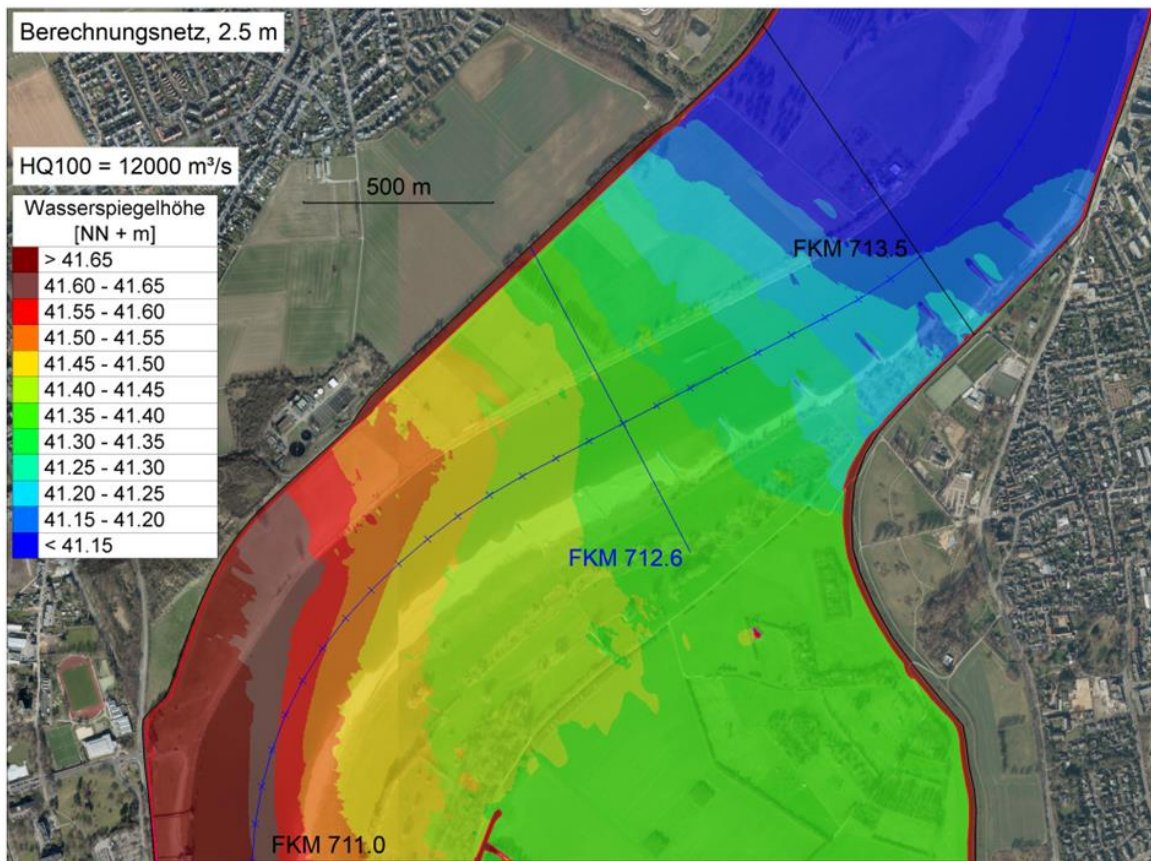 Berechnungsnetz, 2.5 m
HQ100 = 12000 m³/s
500 m
Wasserspiegelhöhe
[NN + m]
> 41.65
41.60 - 41.65
41.55 - 41.60
41.50 - 41.55
41.45 - 41.50
41.40 - 41.45
41.35 - 41.40
41.30 - 41.35
41.25 - 41.30
41.20 - 41.25
41.15 - 41.20
< 41.15
FKM 713.5
FKM 712.6
FKM 711.0